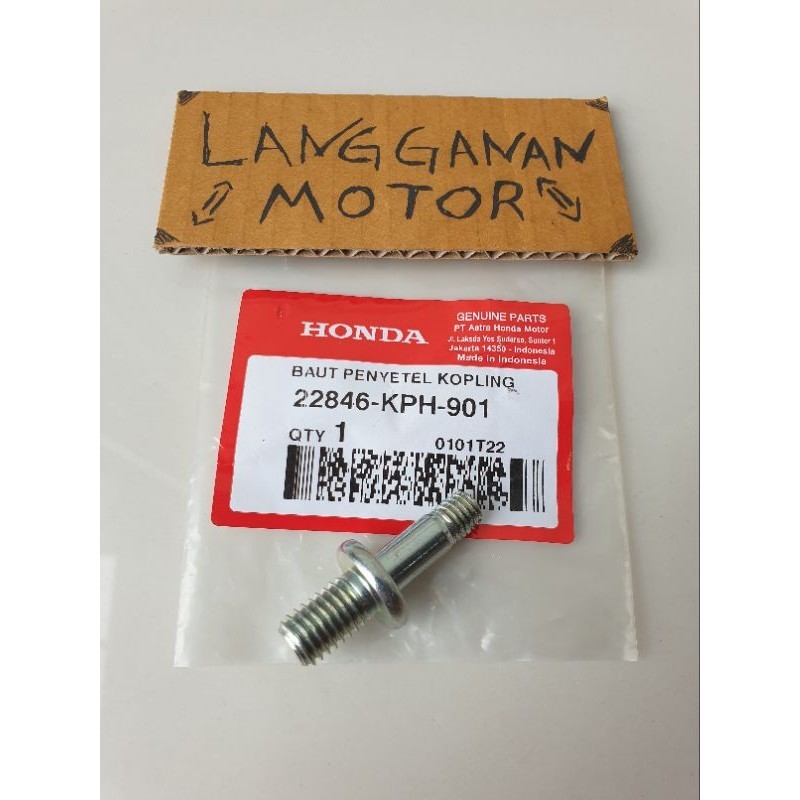 LANGGANAN
MOTOR
HONDA
GENUINE PARTS
PT Astra Honda Motor
Jl. Laksda Yos Sudarso, Sunter 1
Jakarta 14350 - Indonesia
Made in Indonesia
BAUT PENYETEL KOPLING
22846-KPH-901
QTY 1
0101T22